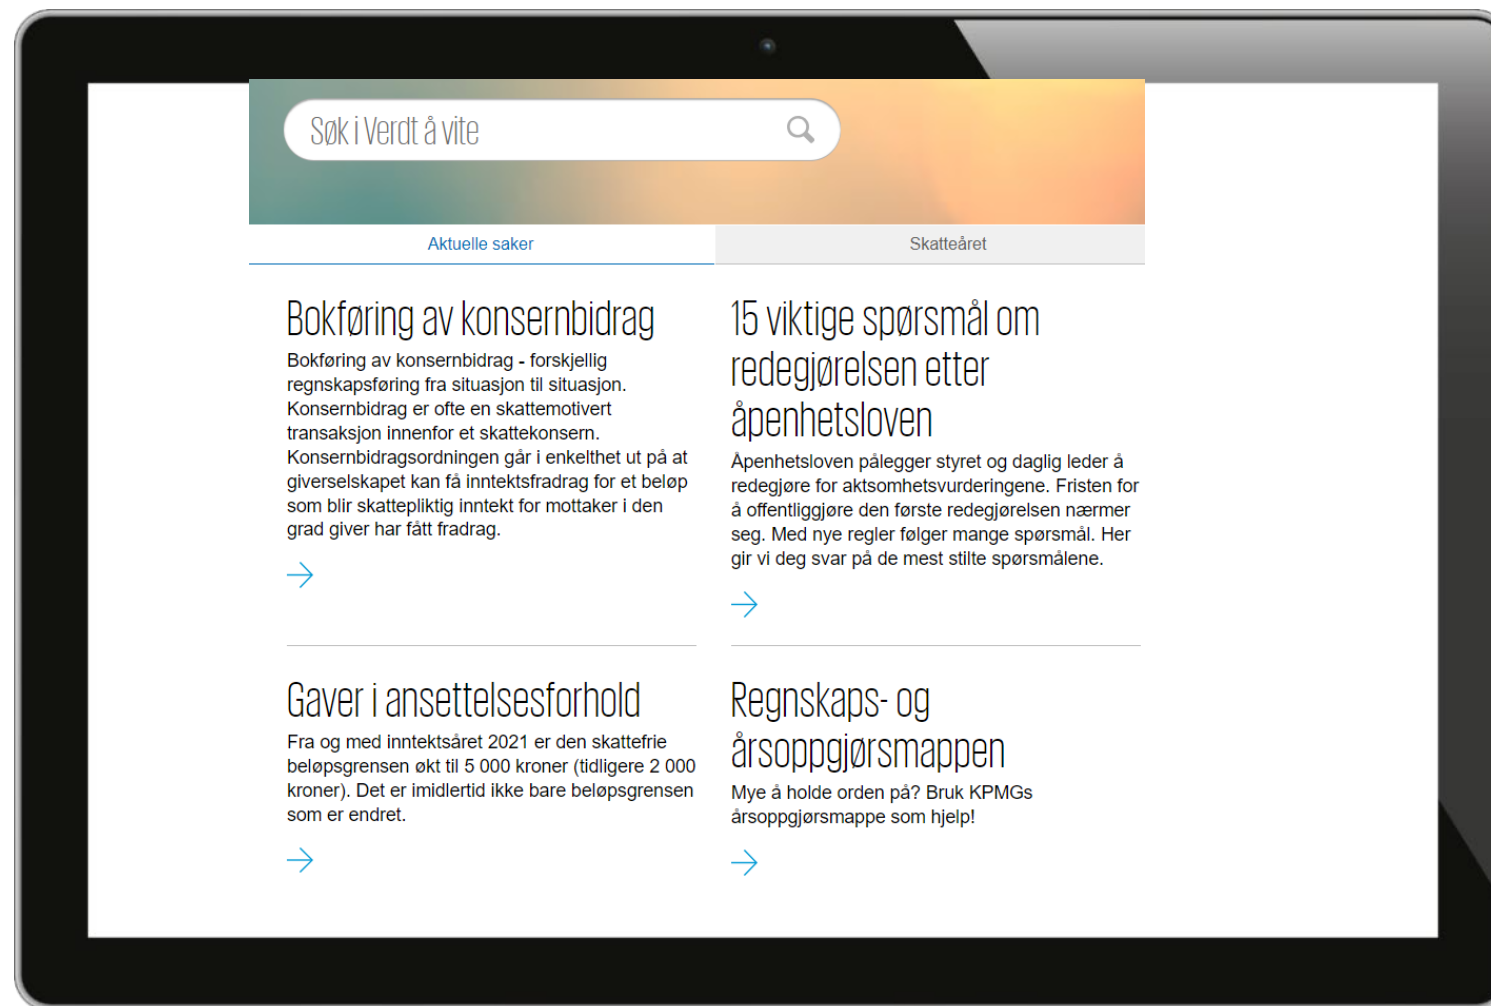 Søk i Verdt å vite
Aktuelle saker
Skatteåret
Bokføring av konsernbidrag
Bokføring av konsernbidrag - forskjellig
regnskapsføring fra situasjon til situasjon.
Konsernbidrag er ofte en skattemotivert
transaksjon innenfor et skattekonsern.
Konsernbidragsordningen går i enkelthet ut på at
giverselskapet kan få inntektsfradrag for et beløp
som blir skattepliktig inntekt for mottaker i den
grad giver har fått fradrag.
15 viktige spørsmål om
redegjørelsen etter
åpenhetsloven
Åpenhetsloven pålegger styret og daglig leder å
redegjøre for aktsomhetsvurderingene. Fristen for
å offentliggjøre den første redegjørelsen nærmer
seg. Med nye regler følger mange spørsmål. Her
gir vi deg svar på de mest stilte spørsmålene.
Gaver i ansettelsesforhold
Fra og med inntektsåret 2021 er den skattefrie
beløpsgrensen økt til 5 000 kroner (tidligere 2 000
kroner). Det er imidlertid ikke bare beløpsgrensen
som er endret.
Regnskaps- og
årsoppgjørsmappen
Mye å holde orden på? Bruk KPMGs
årsoppgjørsmappe som hjelp!